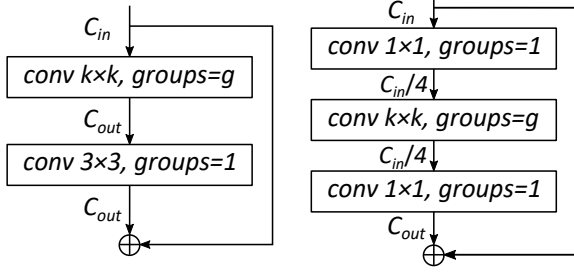 C_in
conv k×k, groups=g
C_out
conv 3×3, groups=1
C_out
C_in
conv 1×1, groups=1
C_in/4
conv k×k, groups=g
C_in/4
conv 1×1, groups=1
C_out